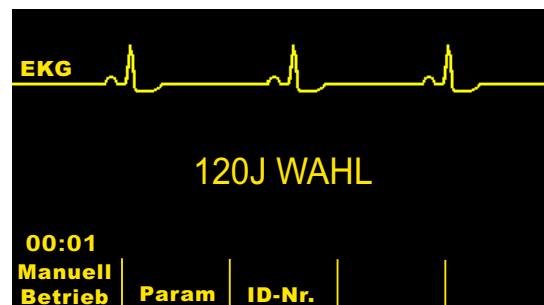 EKG
120J WAHL
00:01
Manuell
Betrieb Param ID-Nr.